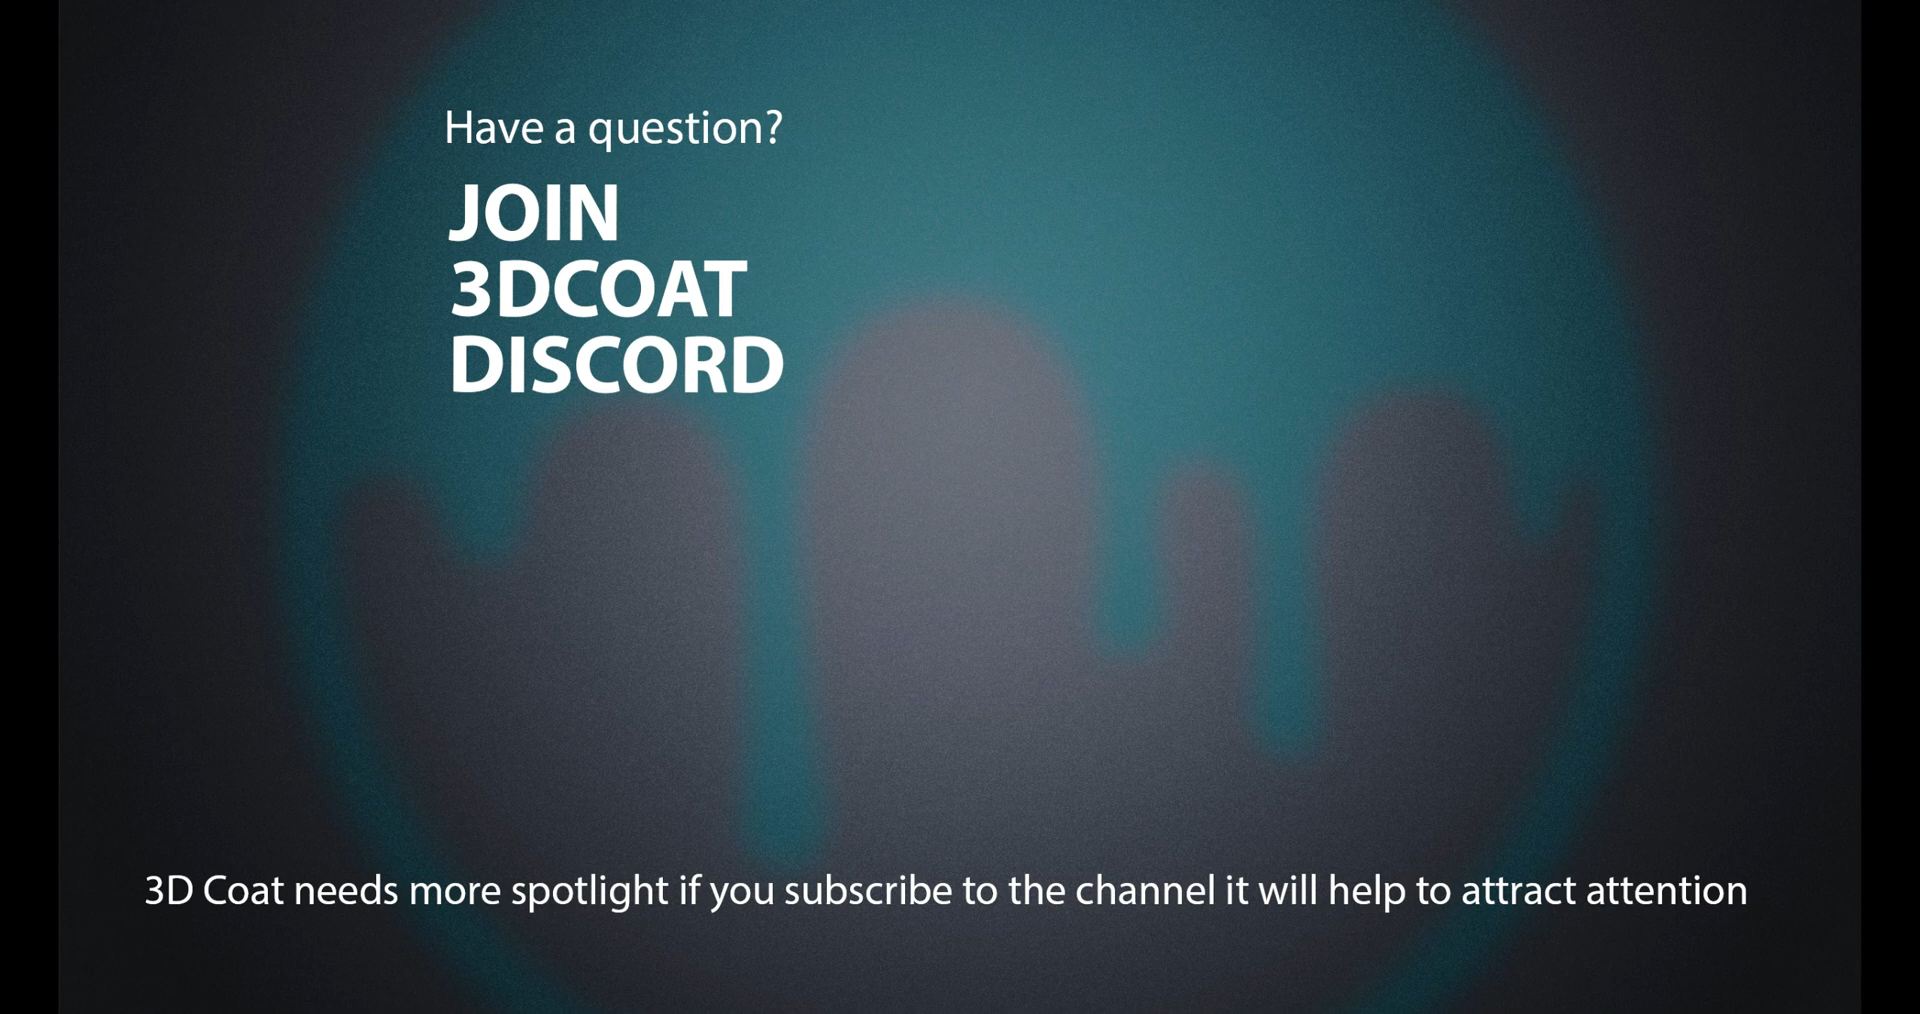 Have a question?
JOIN
3DCOAT
DISCORD
3D Coat needs more spotlight if you subscribe to the channel it will help to attract attention